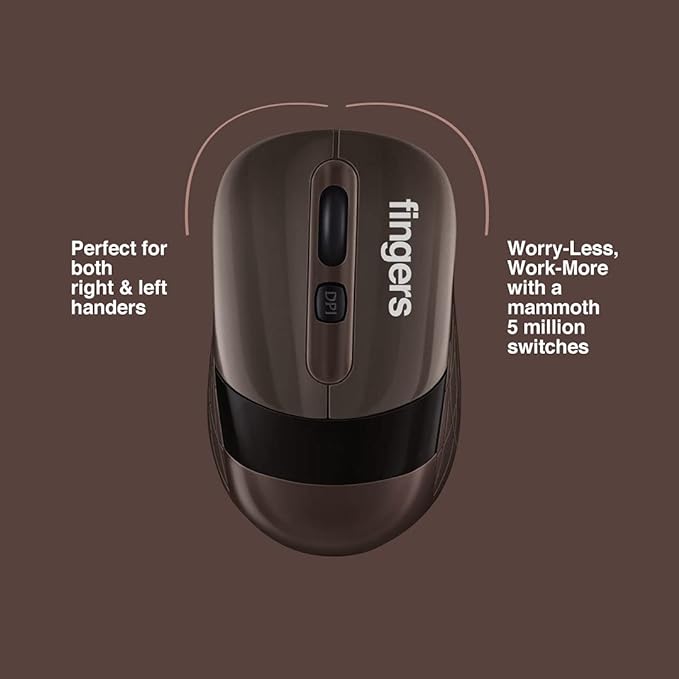 fingers
DPI
Perfect for
both
right & left
handers
Worry-Less,
Work-More
with a
mammoth
5 million
switches